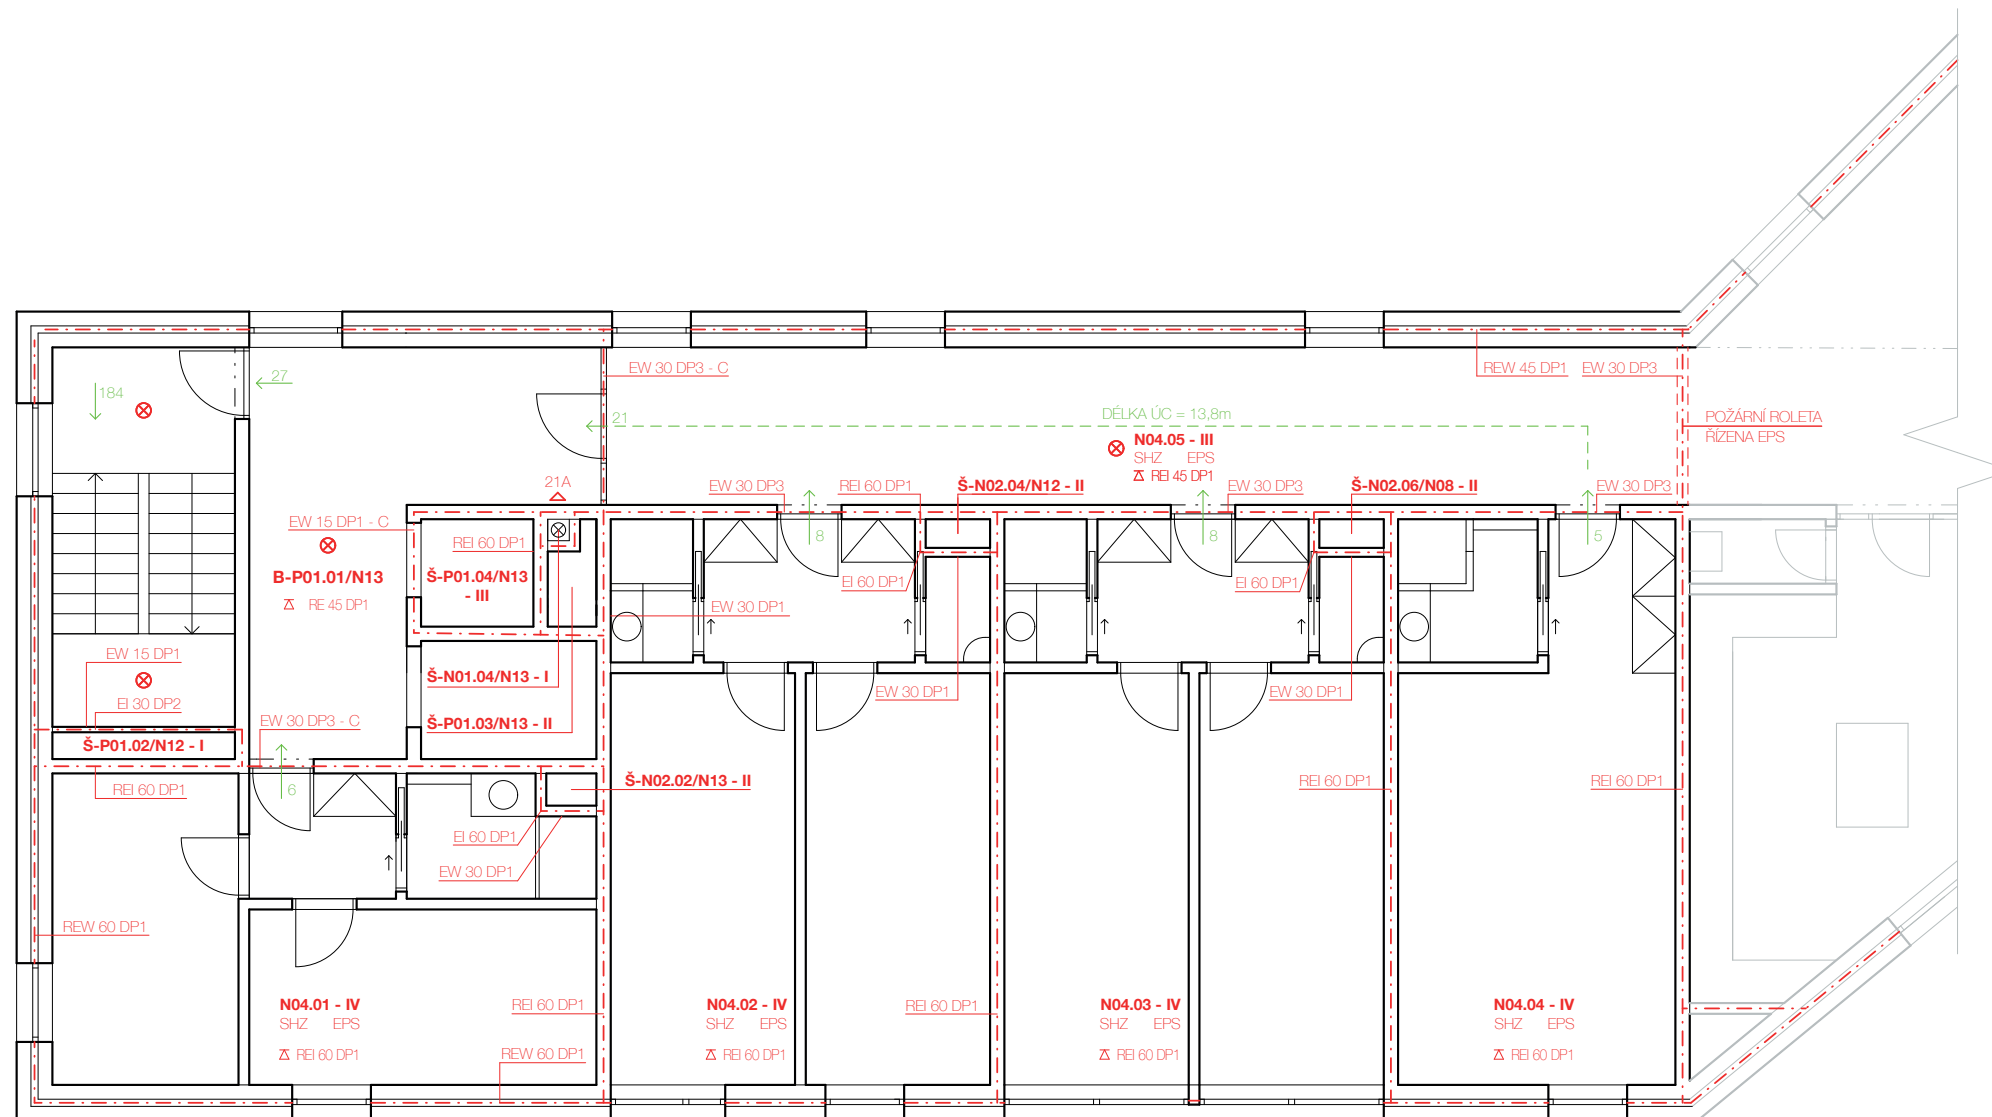 EW 30 DP3 - C
REW 45 DP1
EW 30 DP3
27
184
21
DÉLKA ÚC = 13,8m
POŽÁRNÍ ROLETA
ŘÍZENA EPS
N04.05 - III
SHZ EPS
REI 45 DP1
21A
EW 30 DP3
REI 60 DP1
Š-N02.04/N12 - II
EW 30 DP3
Š-N02.06/N08 - II
EW 30 DP3
EW 15 DP1 - C
REI 60 DP1
8
8
5
B-P01.01/N13
RE 45 DP1
Š-P01.04/N13
- III
EI 60 DP1
EI 60 DP1
EW 30 DP1
EW 15 DP1
EI 30 DP2
Š-N01.04/N13 - I
EW 30 DP1
EW 30 DP1
EW 30 DP3 - C
Š-P01.03/N13 - II
Š-P01.02/N12 - I
REI 60 DP1
6
Š-N02.02/N13 - II
REI 60 DP1
REI 60 DP1
EI 60 DP1
EW 30 DP1
REW 60 DP1
N04.01 - IV
SHZ EPS
REI 60 DP1
REI 60 DP1
REW 60 DP1
N04.02 - IV
SHZ EPS
REI 60 DP1
REI 60 DP1
N04.03 - IV
SHZ EPS
REI 60 DP1
N04.04 - IV
SHZ EPS
REI 60 DP1